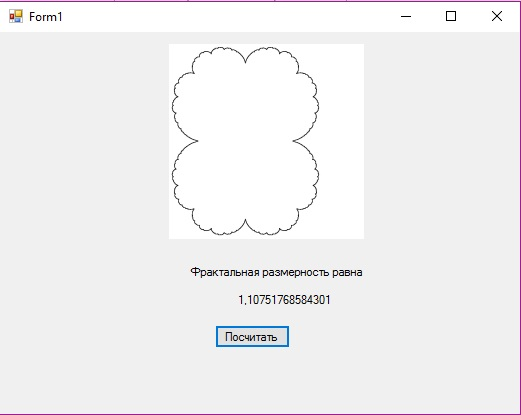 Form1
Фрактальная размерность равна
1,10751768584301
Посчитать